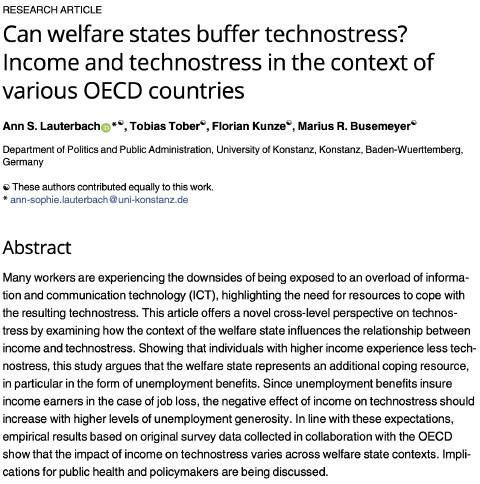 RESEARCH ARTICLE
Can welfare states buffer technostress?
Income and technostress in the context of
various OECD countries
Ann S. Lauterbach *☯, Tobias Tober☯, Florian Kunze☯, Marius R. Busemeyer☯
Department of Politics and Public Administration, University of Konstanz, Konstanz, Baden-Wuerttemberg,
Germany
☯ These authors contributed equally to this work.
* ann-sophie.lauterbach@uni-konstanz.de
Abstract
Many workers are experiencing the downsides of being exposed to an overload of informa-
tion and communication technology (ICT), highlighting the need for resources to cope with
the resulting technostress. This article offers a novel cross-level perspective on technos-
tress by examining how the context of the welfare state influences the relationship between
income and technostress. Showing that individuals with higher income experience less tech-
nostress, this study argues that the welfare state represents an additional coping resource,
in particular in the form of unemployment benefits. Since unemployment benefits insure
income earners in the case of job loss, the negative effect of income on technostress should
increase with higher levels of unemployment generosity. In line with these expectations,
empirical results based on original survey data collected in collaboration with the OECD
show that the impact of income on technostress varies across welfare state contexts. Impli-
cations for public health and policymakers are being discussed.